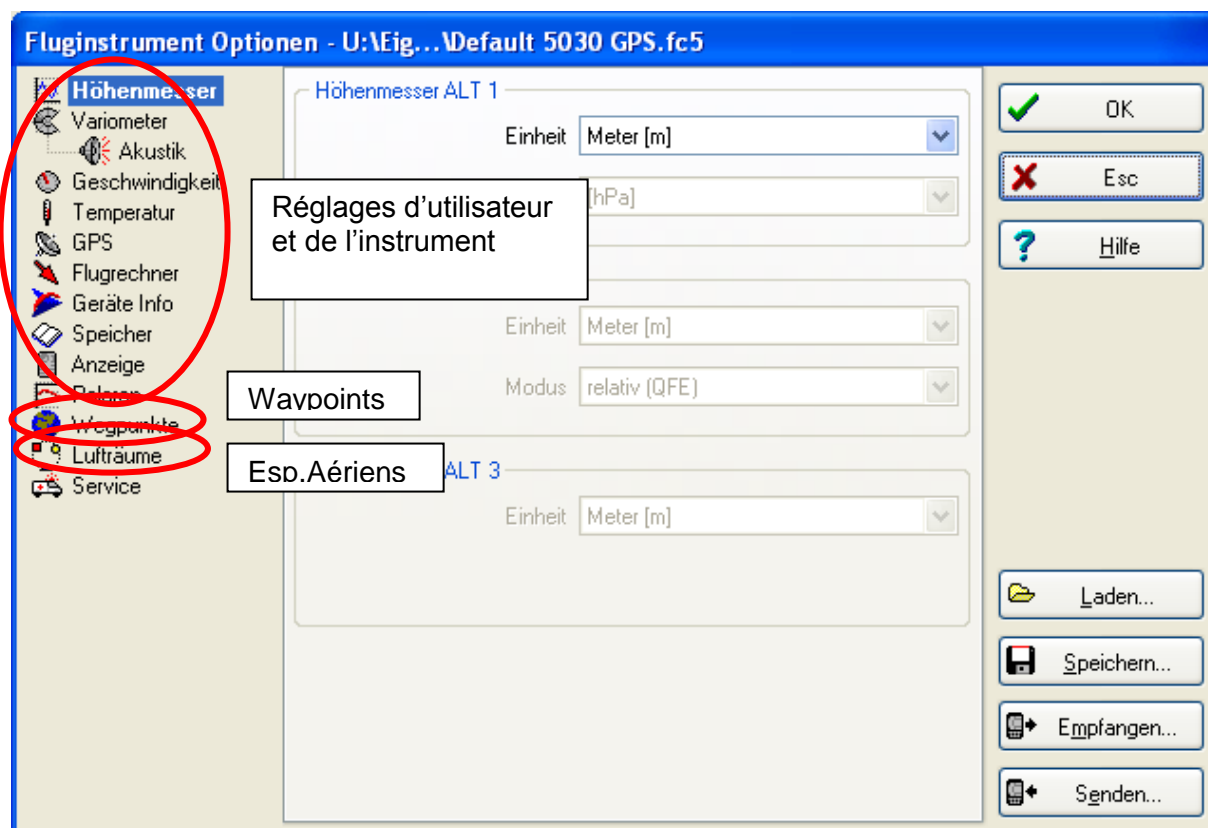 Fluginstrument Optionen - U:\Eig...\Default 5030 GPS.fc5
Höhenmesser
Variometer
Akustik
Geschwindigkeit
Temperatur
GPS
Flugrechner
Geräte Info
Speicher
Anzeige
Polaren
Wegpunkte
Lufträume
Service
Höhenmesser ALT 1
Einheit Meter [m]
[hPa]
Réglages d’utilisateur
et de l’instrument
Einheit Meter [m]
Modus relativ (QFE)
Waypoints
Esp.Aériens
ALT 3
Einheit Meter [m]
OK
Esc
Hilfe
Laden...
Speichern...
Empfangen...
Senden...